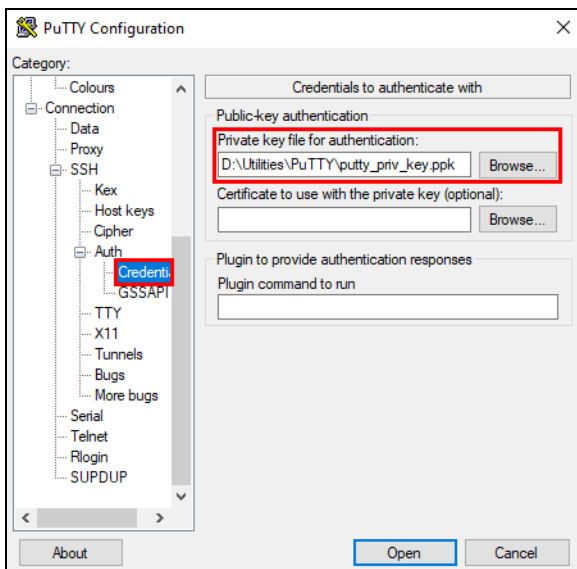 PuTTY Configuration
Category:
Colours
Connection
Data
Proxy
SSH
Kex
Host keys
Cipher
Auth
Credenti
GSSAPI
TTY
X11
Tunnels
Bugs
More bugs
Serial
Telnet
Rlogin
SUPDUP
Credentials to authenticate with
Public-key authentication
Private key file for authentication:
D:\Utilities\PuTTY\putty_priv_key.ppk Browse...
Certificate to use with the private key (optional):
Browse...
Plugin to provide authentication responses
Plugin command to run
About Open Cancel